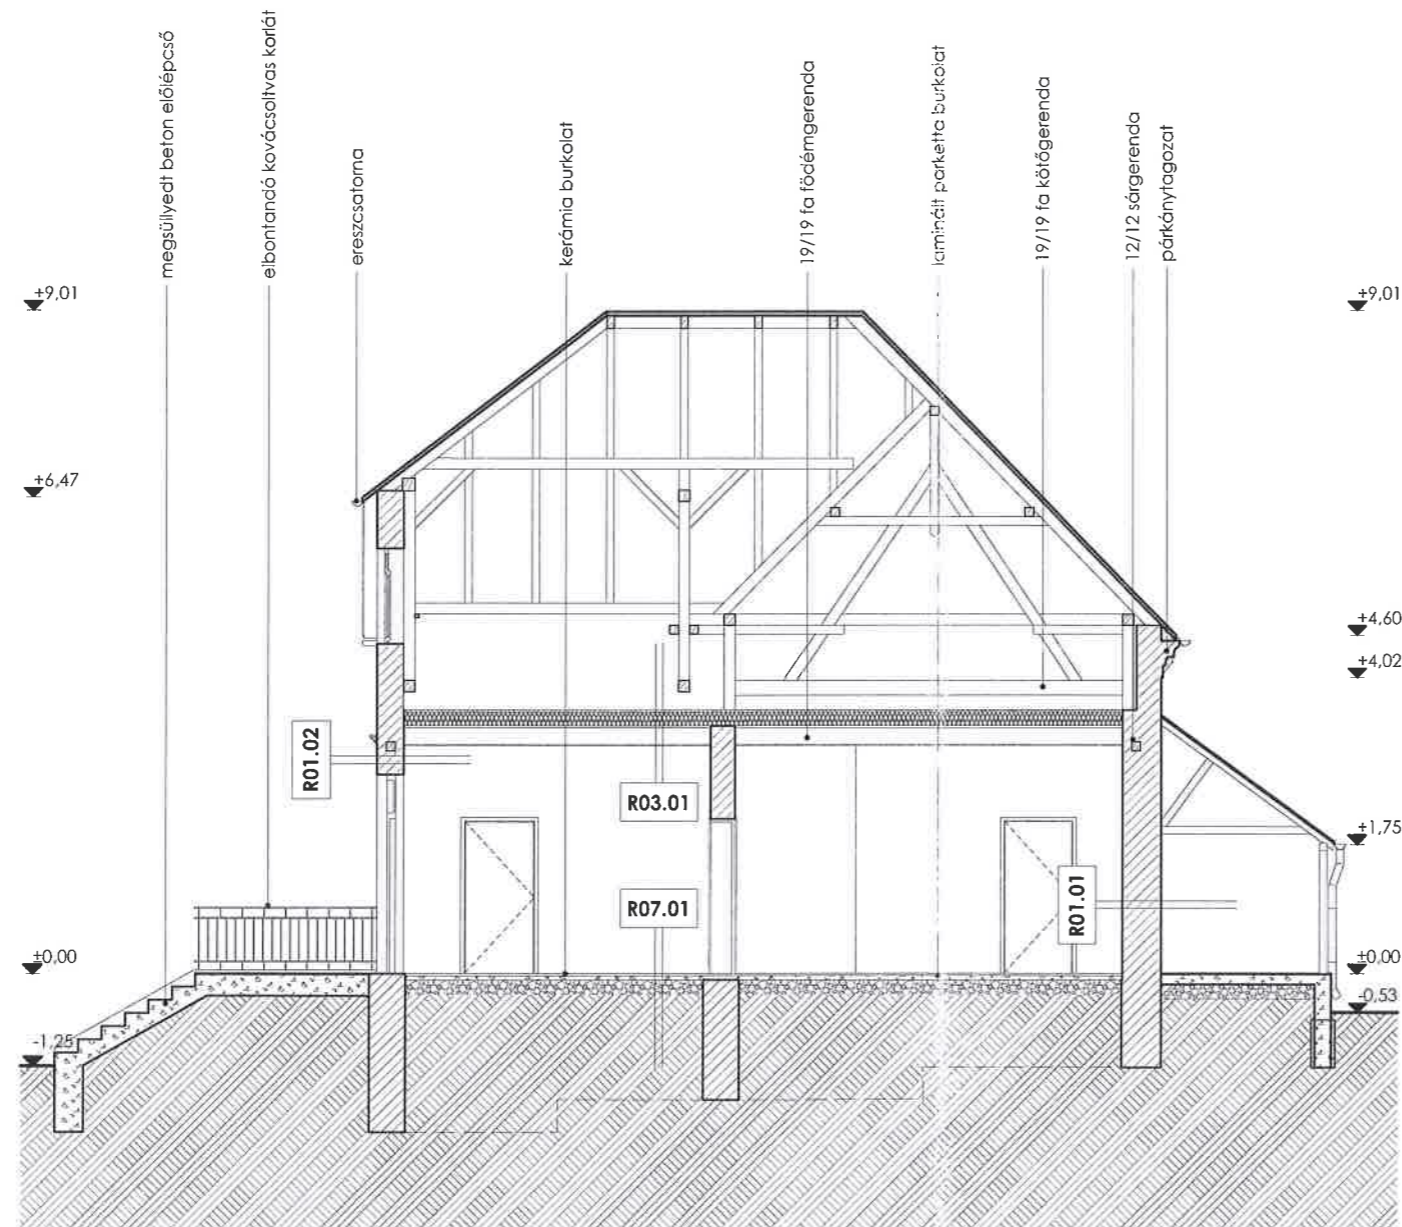 megsüllyedt beton előlépcső
elbontandó kovácsoltvas korlát
ereszcsatorna
kerámia burkolat
19/19 fa födémgerenda
laminált parketta burkolat
19/19 fa kötőgerenda
12/12 sárgerenda
párkánytagozat
+9,01
+9,01
+6,47
+4,60
+4,02
R01.02
R03.01
+1,75
R07.01
R01.01
±0,00
±0,00
-0,53
-1,25